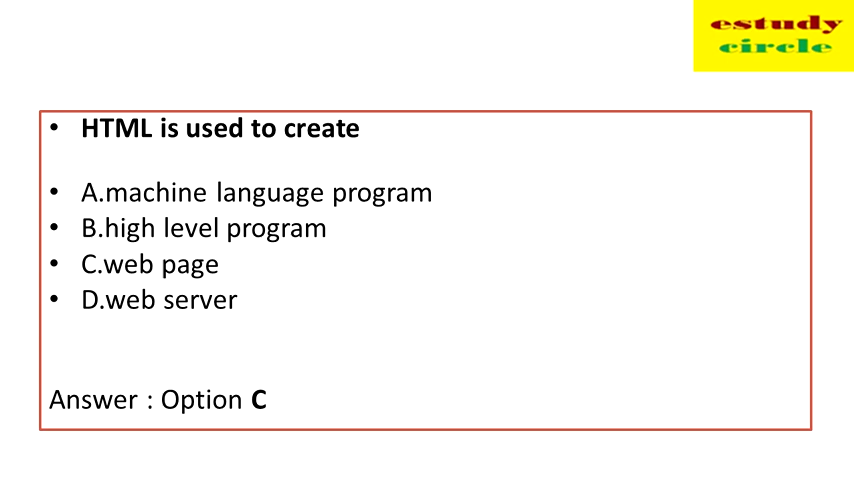 estudy
circle
• HTML is used to create
• A.machine language program
• B.high level program
• C.web page
• D.web server
Answer : Option C